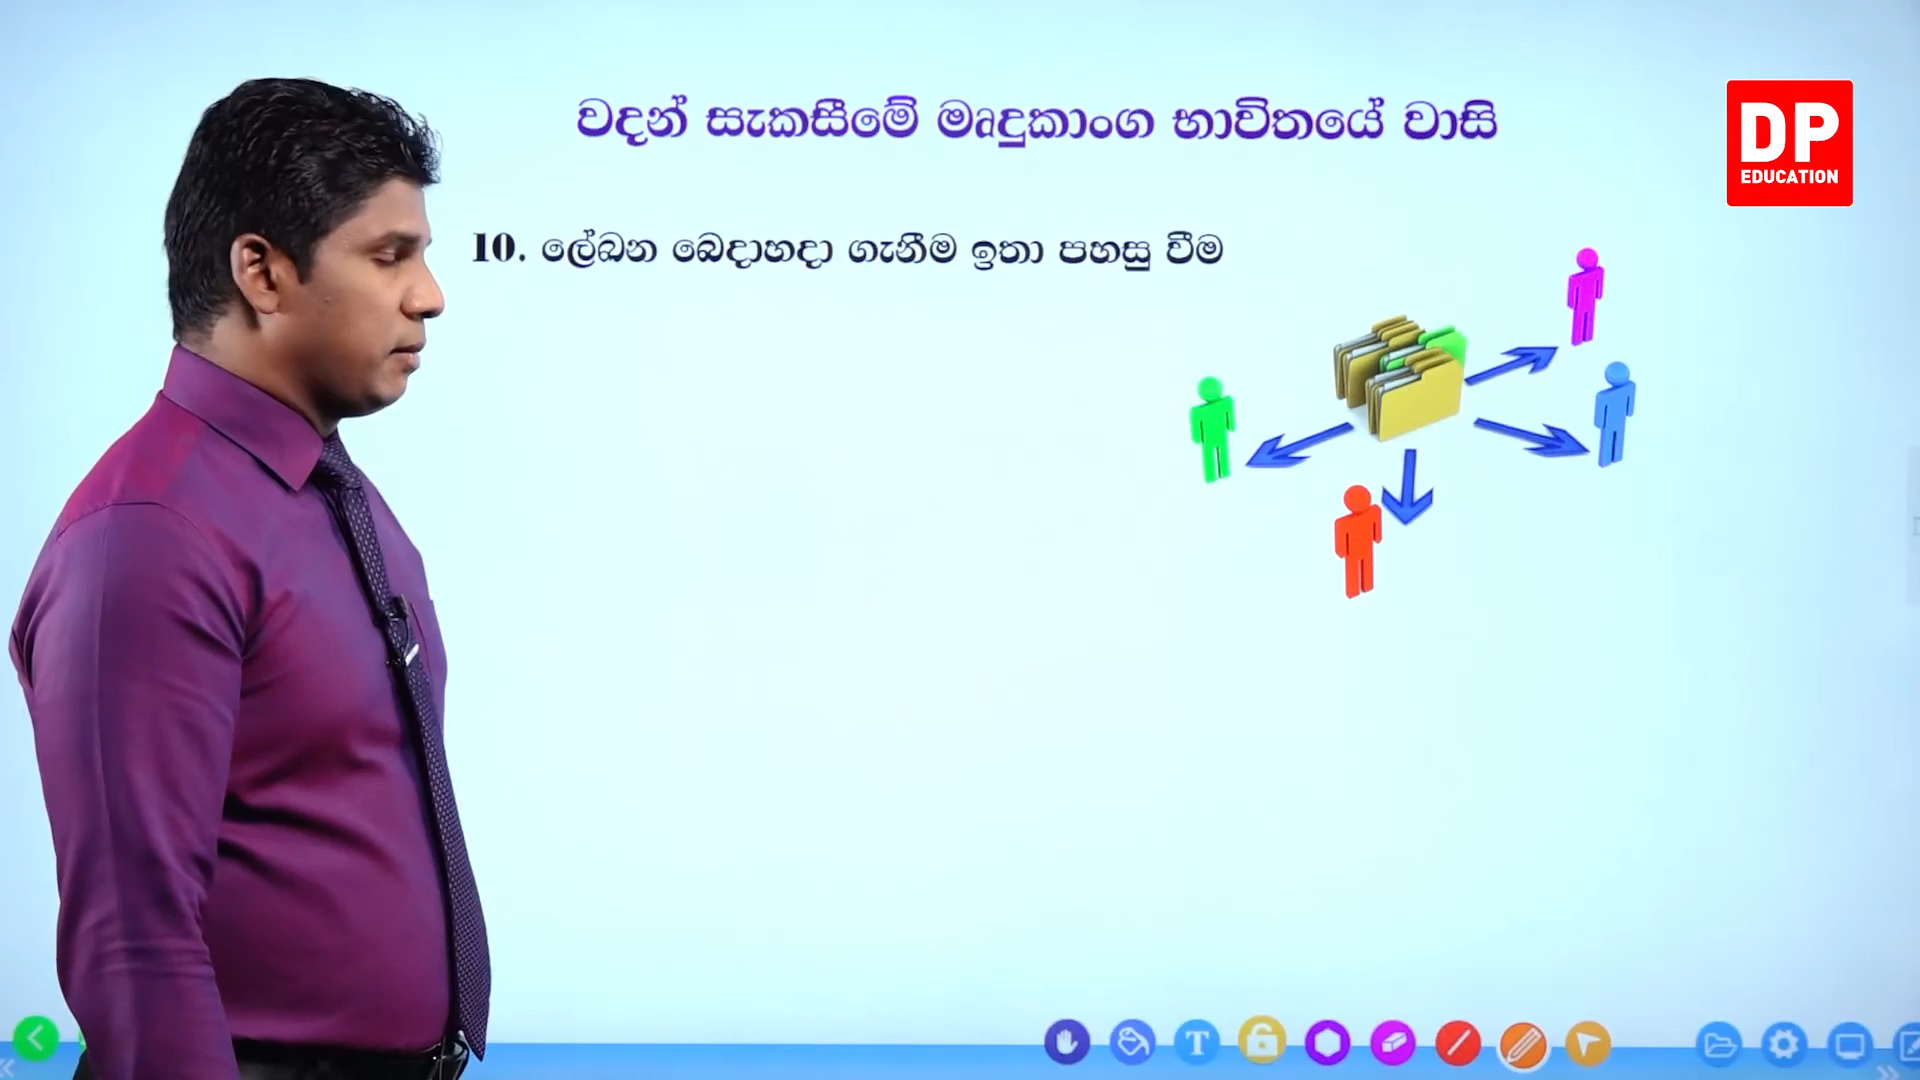 වදන් සැකසීමේ මෘදුකාංග භාවිතයේ වාසි
DP
EDUCATION
10. ලේඛන බෙදාහදා ගැනීම ඉතා පහසු වීම
T